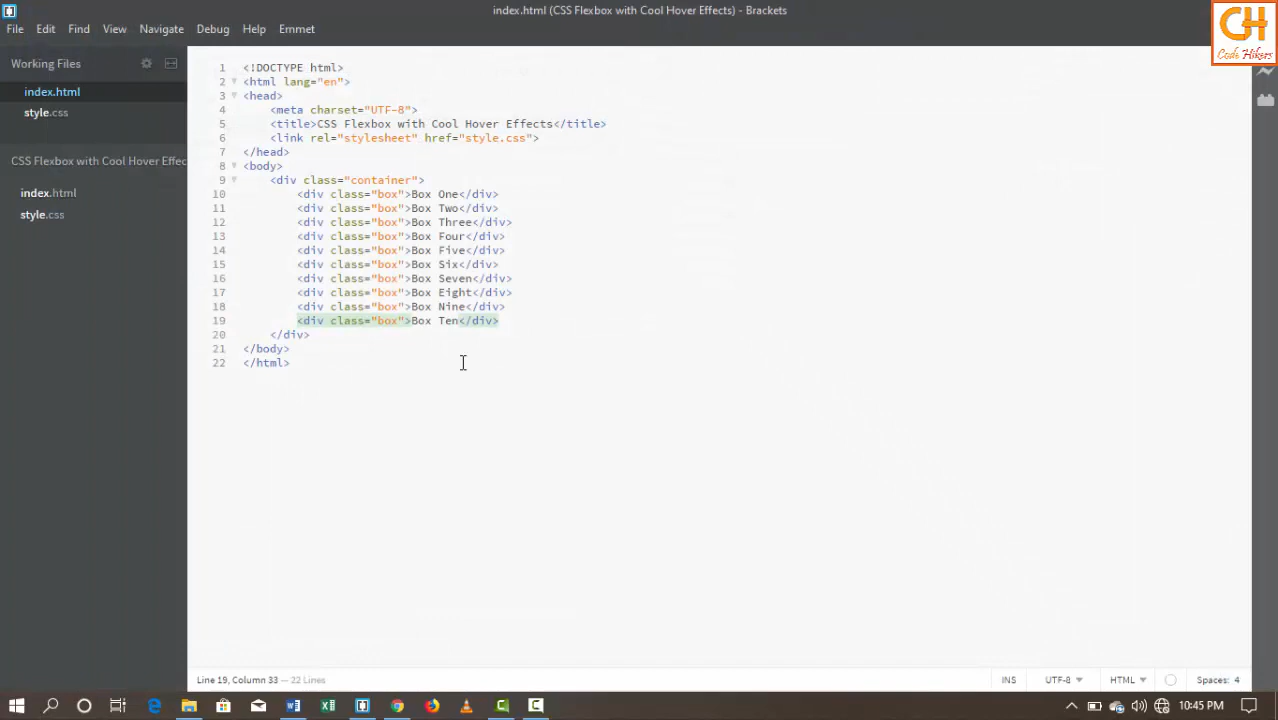 index.html (CSS Flexbox with Cool Hover Effects) - Brackets
File Edit Find View Navigate Debug Help Emmet
CH
Code Hikers
Working Files
index.html
style.css
CSS Flexbox with Cool Hover Effec
index.html
style.css
1 <!DOCTYPE html>
2 <html lang="en">
3 <head>
4 <meta charset="UTF-8">
5 <title>CSS Flexbox with Cool Hover Effects</title>
6 <link rel="stylesheet" href="style.css">
7 </head>
8 <body>
9 <div class="container">
10 <div class="box">Box One</div>
11 <div class="box">Box Two</div>
12 <div class="box">Box Three</div>
13 <div class="box">Box Four</div>
14 <div class="box">Box Five</div>
15 <div class="box">Box Six</div>
16 <div class="box">Box Seven</div>
17 <div class="box">Box Eight</div>
18 <div class="box">Box Nine</div>
19 <div class="box">Box Ten</div>
20 </div>
21 </body>
22 </html>
Line 19, Column 33 — 22 Lines
INS UTF-8 HTML Spaces: 4
10:45 PM